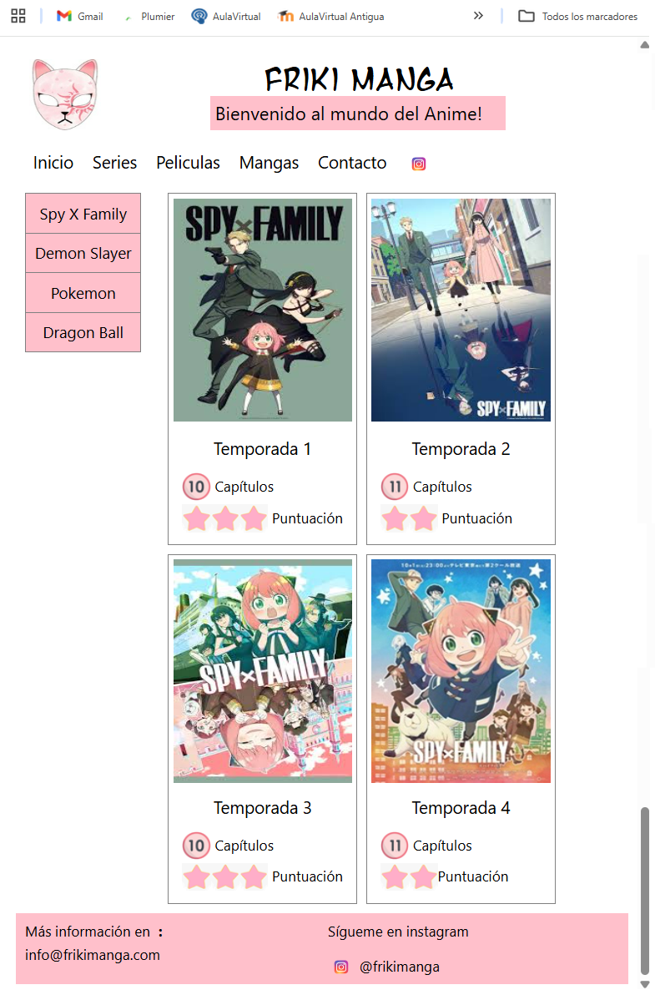 Gmail Plumier AulaVirtual AulaVirtual Antigua » Todos los marcadores
FRIKI MANGA
Bienvenido al mundo del Anime!
Inicio Series Peliculas Mangas Contacto
Spy X Family
Demon Slayer
Pokemon
Dragon Ball
SPY×FAMILY
SPY×FAMILY
Temporada 1
10 Capítulos
Puntuación
Temporada 2
11 Capítulos
Puntuación
SPY×FAMILY
SPY×FAMILY
Temporada 3
10 Capítulos
Puntuación
Temporada 4
11 Capítulos
Puntuación
Más información en :
info@frikimanga.com
Sígueme en instagram
@frikimanga